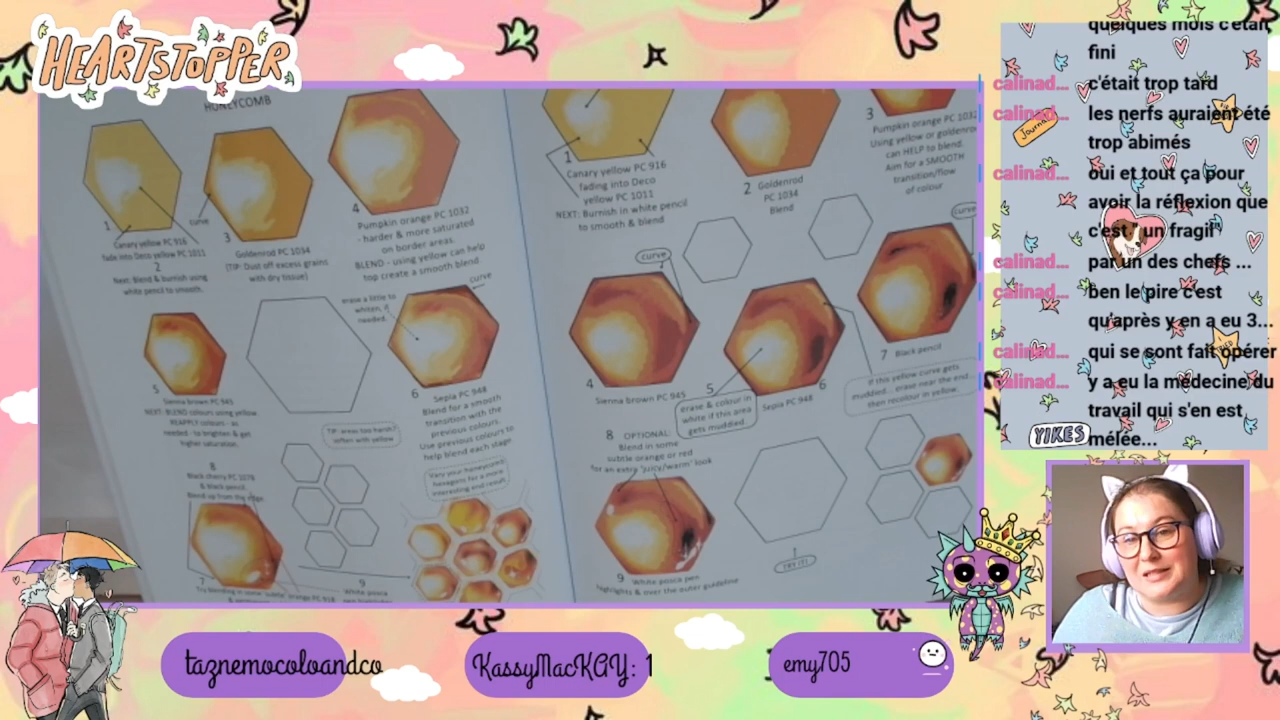 HEARTSTOPPER
HONEYCOMB
1
Canary yellow PC 916
fade into Deco yellow PC 1011
2
Next: Blend & burnish using
white pencil to smooth.
curve
3
Goldenrod PC 1034
(TIP: Dust off excess grains
with dry tissue)
4
Pumpkin orange PC 1032
- harder & more saturated
on border areas.
BLEND - using yellow can help
top create a smooth blend.
5
Sienna brown PC 945
NEXT: BLEND colours using yellow.
REAPPLY colours - as
needed - to brighten & get
higher saturation.
erase a little to
whiten, if
needed.
curve
6
Sepia PC 948
Blend for a smooth
transition with the
previous colours.
Use previous colours to
help blend each stage.
TIP: areas too harsh?
soften with yellow
Vary your honeycomb
hexagons for a more
interesting end result.
8
Black cherry PC 1078
& Black pencil.
Blend up from the edge
7
Try blending in some subtle orange PC 918
9
White posca
1
Canary yellow PC 916
fading into Deco
yellow PC 1011
NEXT: Burnish in white pencil
to smooth & blend
2 Goldenrod
PC 1034
Blend
3
Pumpkin orange PC 1032
Using yellow or goldenrod
can HELP to blend.
Aim for a SMOOTH
transition/flow
of colour
curve
curve
4
Sienna brown PC 945
5
erase & colour in
white if this area
gets muddied
6
Sepia PC 948
7 Black pencil
If this yellow curve gets
muddied... erase near the end...
then recolour in yellow.
8 OPTIONAL:
Blend in some
subtle orange or red
for an extra 'juicy/warm' look
9 White posca pen
highlights & over the outer guideline
TRY IT!
quelques mois c'était
fini
calinad... c'était trop tard
calinad... les nerfs auraient été
trop abimés
calinad... oui et tout ça pour
avoir la réflexion que
c'est "un fragil"
calinad... par un des chefs ...
calinad... ben le pire c'est
qu'après y en a eu 3...
calinad... qui se sont fait opérer
calinad... y a eu la médecine du
travail qui s'en est
mêlée...
Journal
YIKES
taznemocoloandco
KassyMacKAY: 1
emy705